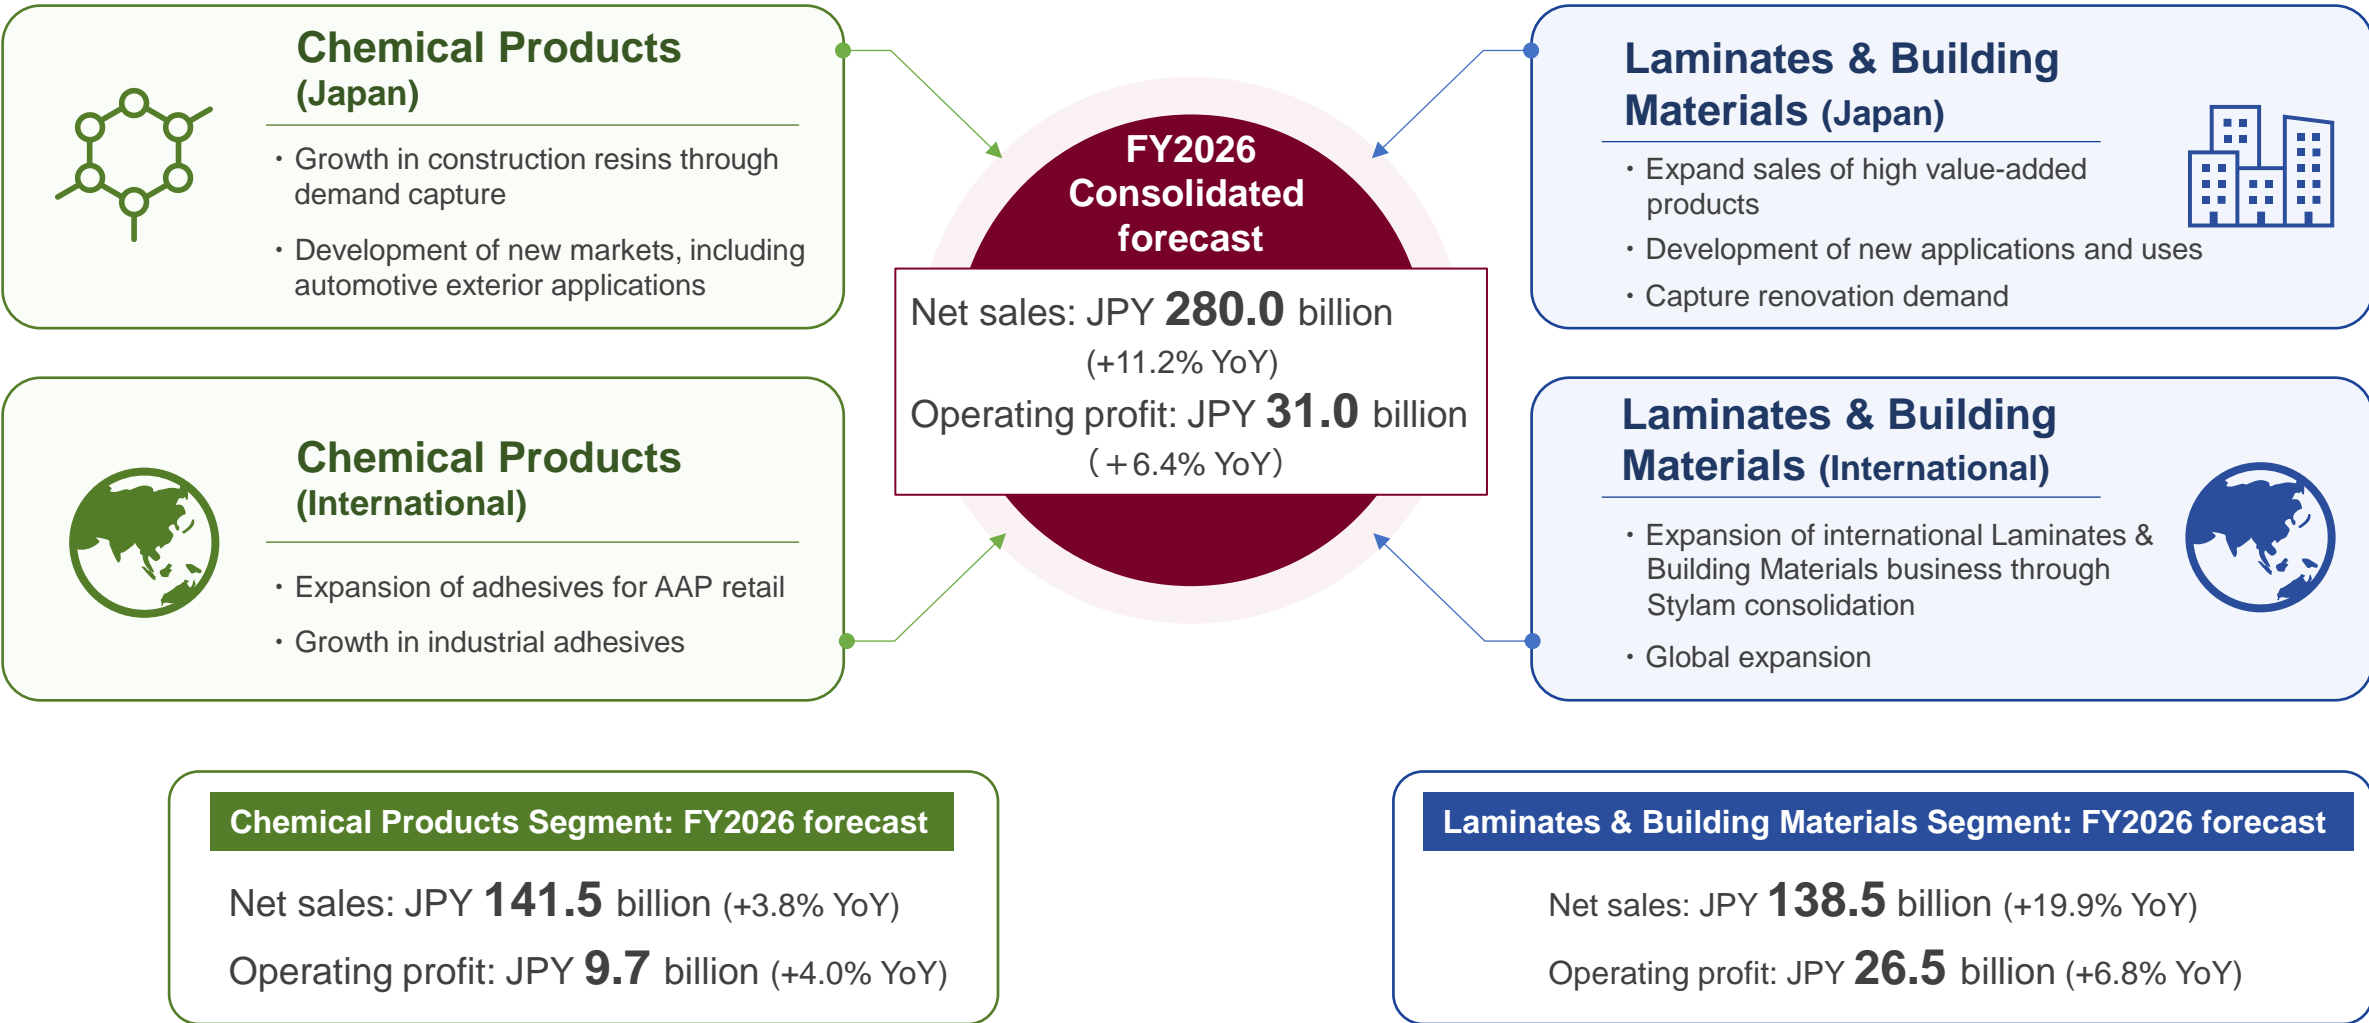 Chemical Products
(Japan)
・Growth in construction resins through
demand capture
・Development of new markets, including
automotive exterior applications
Chemical Products
(International)
・Expansion of adhesives for AAP retail
・Growth in industrial adhesives
FY2026
Consolidated
forecast
Net sales: JPY 280.0 billion
(+11.2% YoY)
Operating profit: JPY 31.0 billion
(＋6.4% YoY)
Laminates & Building
Materials (Japan)
・Expand sales of high value-added
products
・Development of new applications and uses
・Capture renovation demand
Laminates & Building
Materials (International)
・Expansion of international Laminates &
Building Materials business through
Stylam consolidation
・Global expansion
Chemical Products Segment: FY2026 forecast
Net sales: JPY 141.5 billion (+3.8% YoY)
Operating profit: JPY 9.7 billion (+4.0% YoY)
Laminates & Building Materials Segment: FY2026 forecast
Net sales: JPY 138.5 billion (+19.9% YoY)
Operating profit: JPY 26.5 billion (+6.8% YoY)